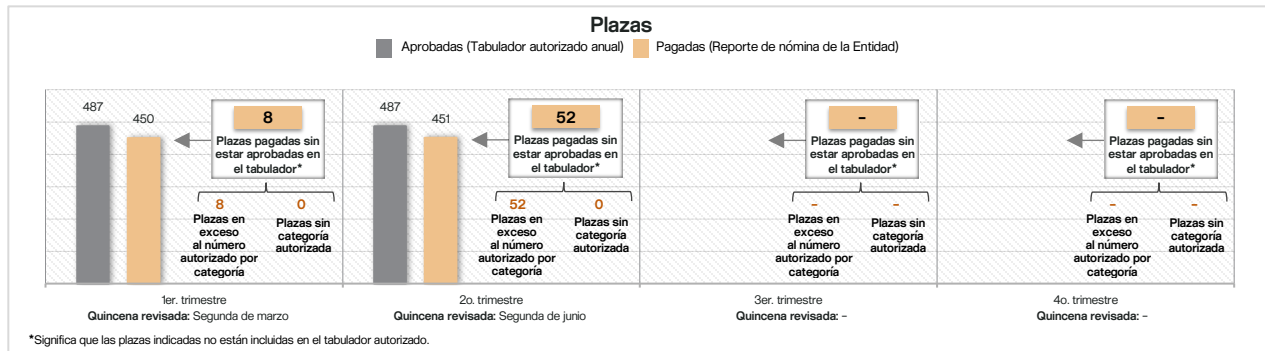 Plazas
Aprobadas (Tabulador autorizado anual) Pagadas (Reporte de nómina de la Entidad)
487
450
8
Plazas pagadas sin
estar aprobadas en
el tabulador*
8
Plazas en
exceso
al número
autorizado por
categoría
0
Plazas sin
categoría
autorizada
1er. trimestre
Quincena revisada: Segunda de marzo
487
451
52
Plazas pagadas sin
estar aprobadas en
el tabulador*
52
Plazas en
exceso
al número
autorizado por
categoría
0
Plazas sin
categoría
autorizada
2o. trimestre
Quincena revisada: Segunda de junio
-
Plazas pagadas sin
estar aprobadas en
el tabulador*
-
Plazas en
exceso
al número
autorizado por
categoría
-
Plazas sin
categoría
autorizada
3er. trimestre
Quincena revisada: -
-
Plazas pagadas sin
estar aprobadas en
el tabulador*
-
Plazas en
exceso
al número
autorizado por
categoría
-
Plazas sin
categoría
autorizada
4o. trimestre
Quincena revisada: -
*Significa que las plazas indicadas no están incluidas en el tabulador autorizado.